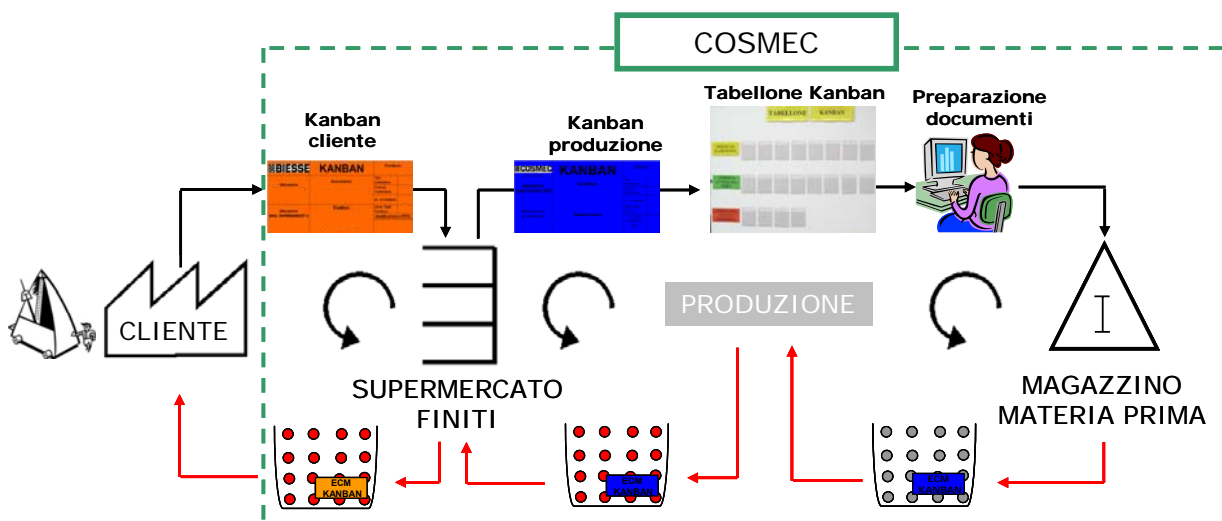 COSMEC
Kanban
cliente
Kanban
produzione
Tabellone Kanban
Preparazione
documenti
BIESSE KANBAN
COSMEC KANBAN
TABELLONE KANBAN
CLIENTE
PRODUZIONE
I
SUPERMERCATO
FINITI
MAGAZZINO
MATERIA PRIMA
ECM
KANBAN
ECM
KANBAN
ECM
KANBAN